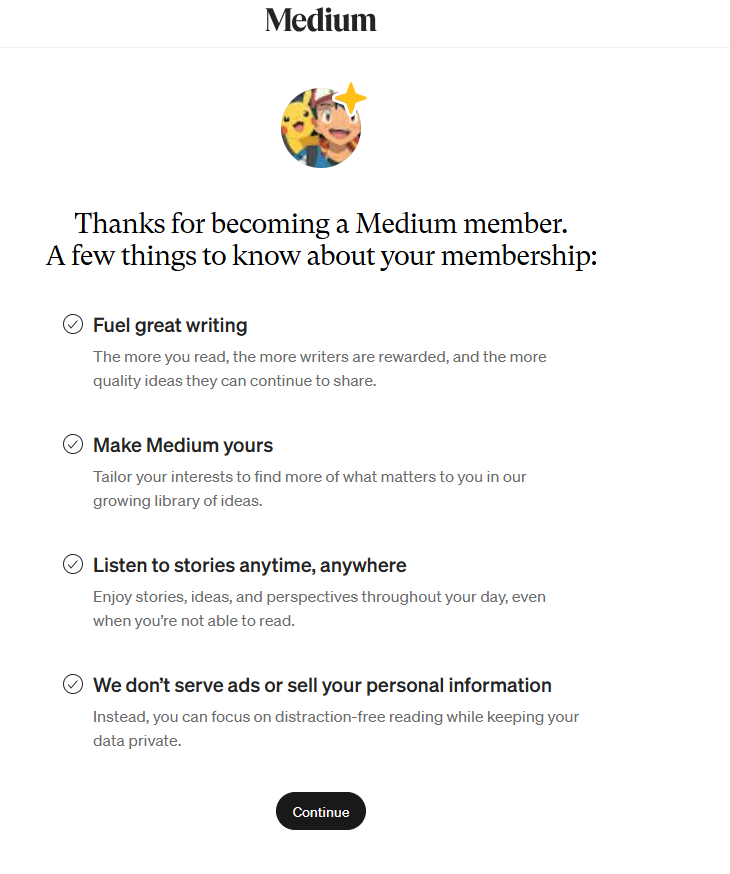 Medium
Thanks for becoming a Medium member.
A few things to know about your membership:
Fuel great writing
The more you read, the more writers are rewarded, and the more
quality ideas they can continue to share.
Make Medium yours
Tailor your interests to find more of what matters to you in our
growing library of ideas.
Listen to stories anytime, anywhere
Enjoy stories, ideas, and perspectives throughout your day, even
when you’re not able to read.
We don’t serve ads or sell your personal information
Instead, you can focus on distraction-free reading while keeping your
data private.
Continue